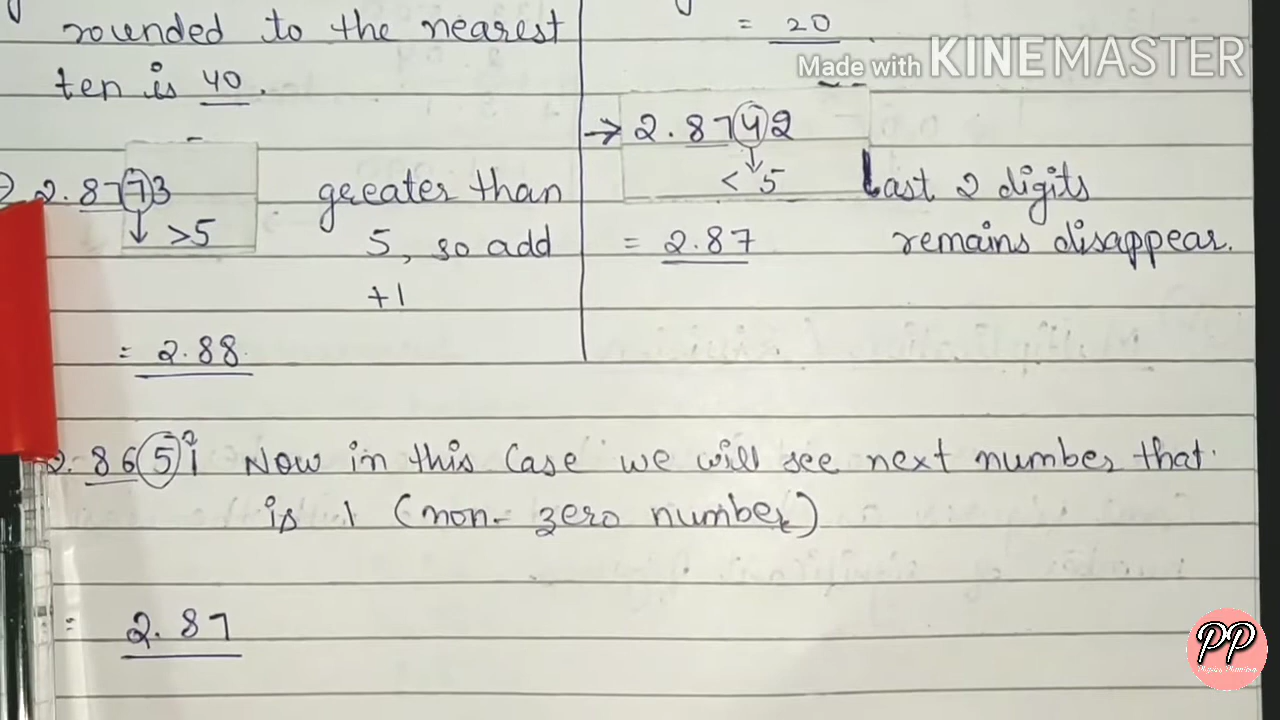 rounded to the nearest
ten is 40.
2.8773
↓ >5
greater than
5, so add
+1
= 2.88
= 20
Made with KINEMASTER
→ 2.8742
↓
< 5
Last 2 digits
= 2.87 remains disappear.
2.8651 Now in this case we will see next number that
is 1 (non-zero number)
= 2.87
PP